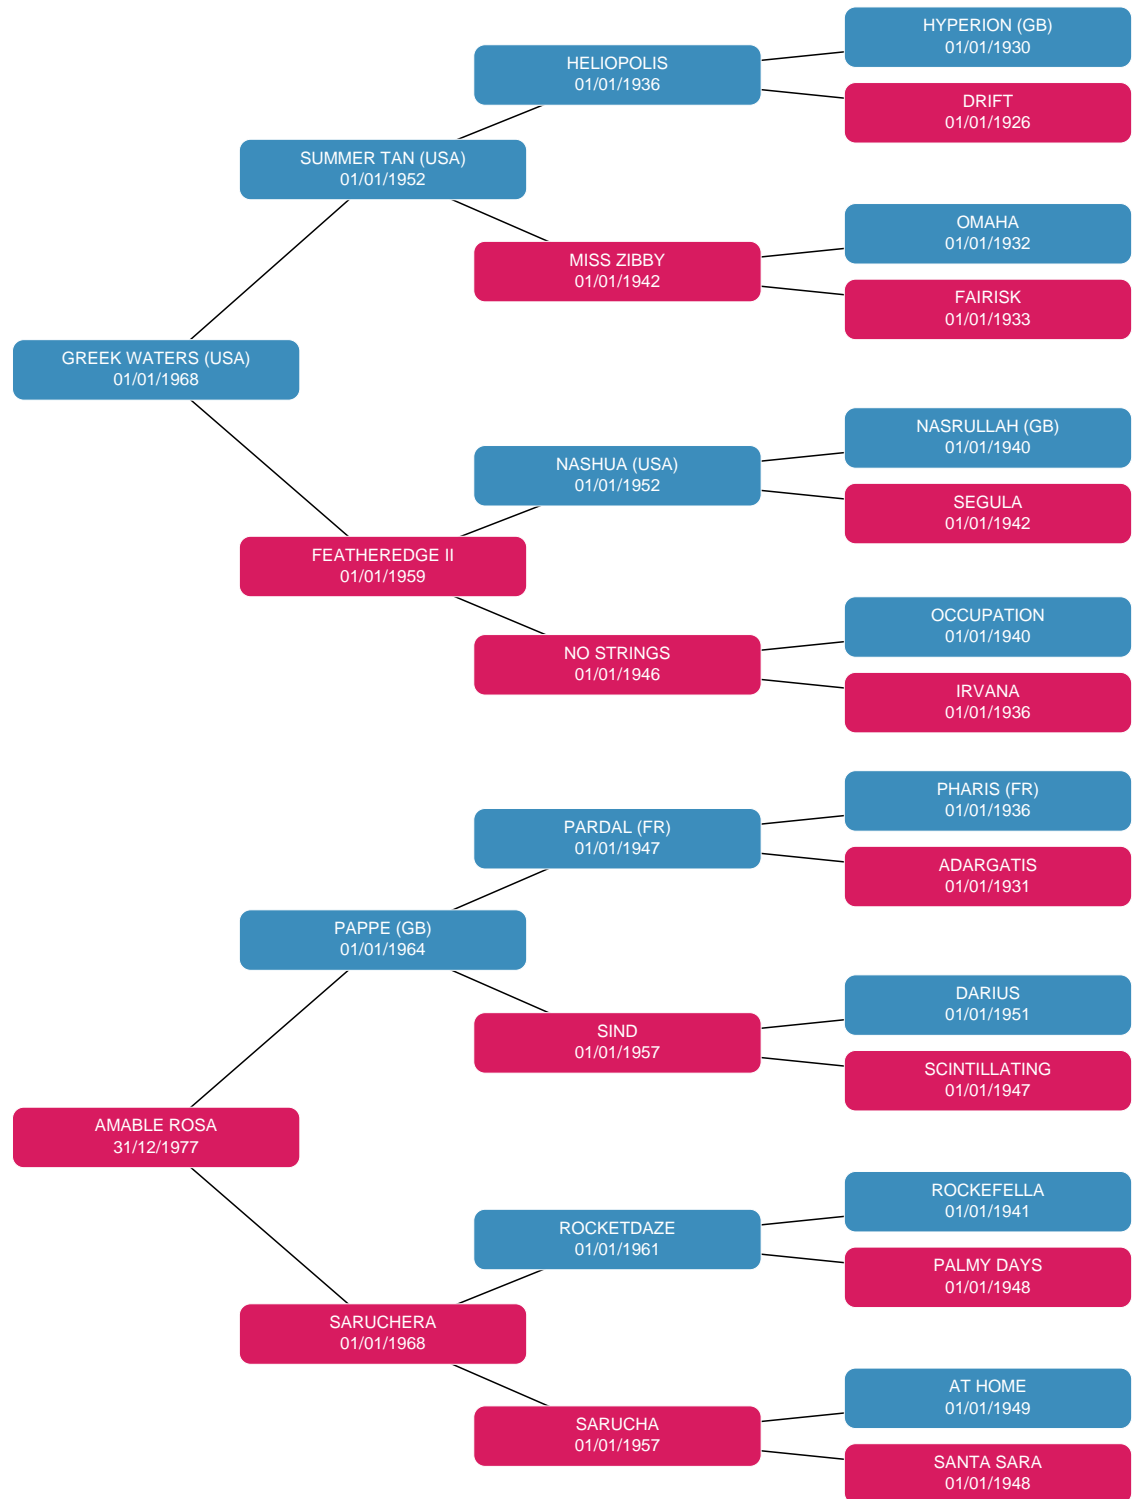 HYPERION (GB)
01/01/1930
HELIOPOLIS
01/01/1936
DRIFT
01/01/1926
SUMMER TAN (USA)
01/01/1952
OMAHA
01/01/1932
MISS ZIBBY
01/01/1942
FAIRISK
01/01/1933
GREEK WATERS (USA)
01/01/1968
NASRULLAH (GB)
01/01/1940
NASHUA (USA)
01/01/1952
SEGULA
01/01/1942
FEATHEREDGE II
01/01/1959
OCCUPATION
01/01/1940
NO STRINGS
01/01/1946
IRVANA
01/01/1936
PHARIS (FR)
01/01/1936
PARDAL (FR)
01/01/1947
ADARGATIS
01/01/1931
PAPPE (GB)
01/01/1964
DARIUS
01/01/1951
SIND
01/01/1957
SCINTILLATING
01/01/1947
AMABLE ROSA
31/12/1977
ROCKEFELLA
01/01/1941
ROCKETDAZE
01/01/1961
PALMY DAYS
01/01/1948
SARUCHERA
01/01/1968
AT HOME
01/01/1949
SARUCHA
01/01/1957
SANTA SARA
01/01/1948